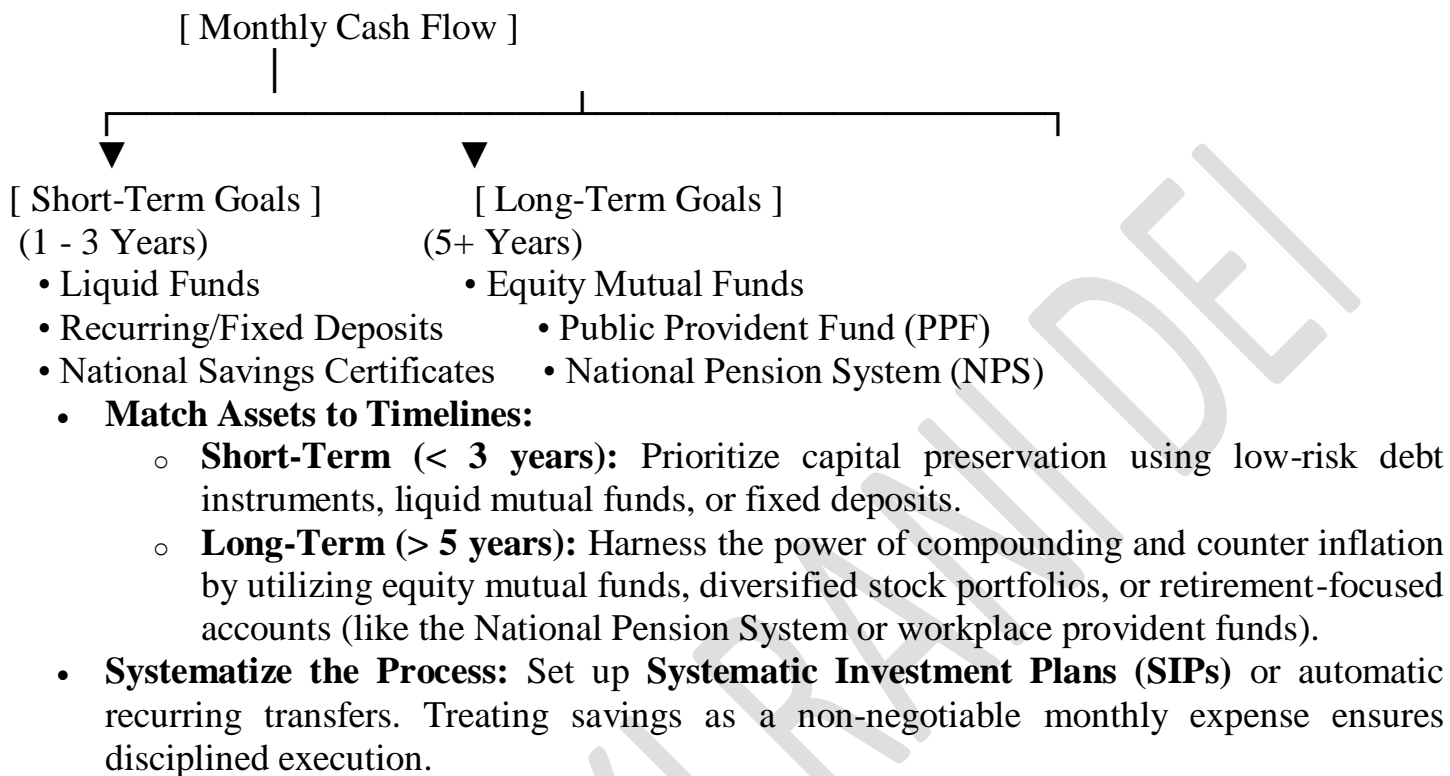 [ Monthly Cash Flow ]
[ Short-Term Goals ] [ Long-Term Goals ]
(1 - 3 Years) (5+ Years)
• Liquid Funds • Equity Mutual Funds
• Recurring/Fixed Deposits • Public Provident Fund (PPF)
• National Savings Certificates • National Pension System (NPS)
• Match Assets to Timelines:
o Short-Term (< 3 years): Prioritize capital preservation using low-risk debt
instruments, liquid mutual funds, or fixed deposits.
o Long-Term (> 5 years): Harness the power of compounding and counter inflation
by utilizing equity mutual funds, diversified stock portfolios, or retirement-focused
accounts (like the National Pension System or workplace provident funds).
• Systematize the Process: Set up Systematic Investment Plans (SIPs) or automatic
recurring transfers. Treating savings as a non-negotiable monthly expense ensures
disciplined execution.
RANI DEI